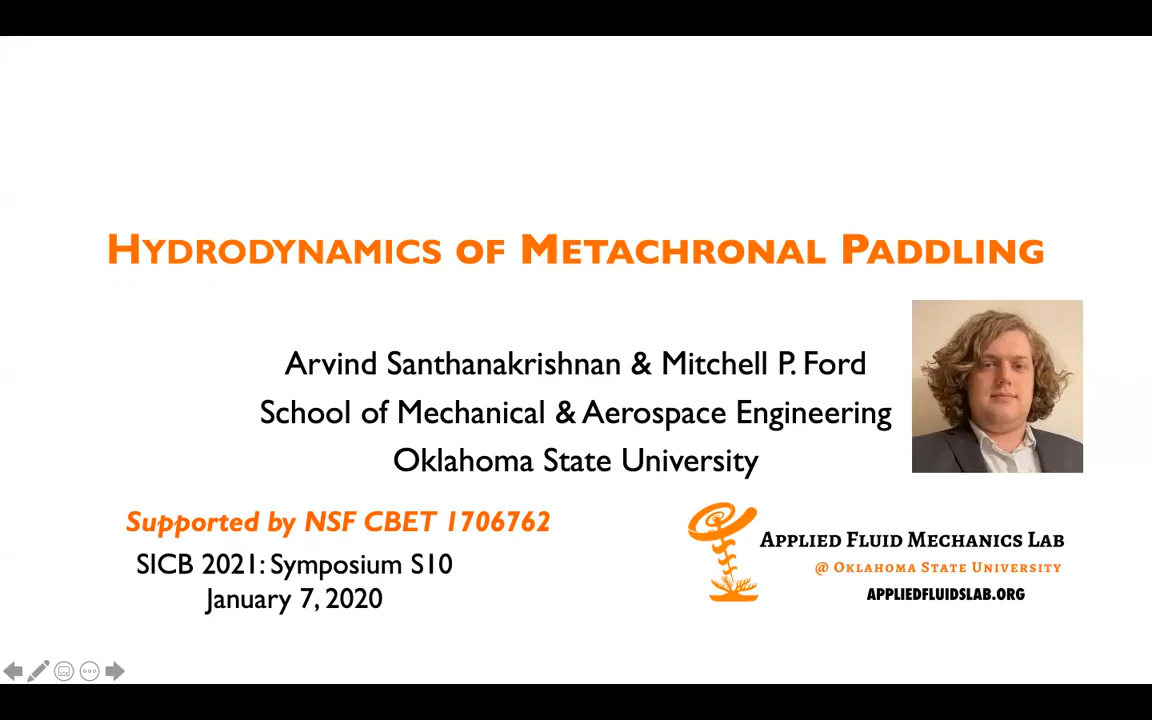 HYDRODYNAMICS OF METACHRONAL PADDLING
Arvind Santhanakrishnan & Mitchell P. Ford
School of Mechanical & Aerospace Engineering
Oklahoma State University
Supported by NSF CBET 1706762
SICB 2021: Symposium S10
January 7, 2020
APPLIED FLUID MECHANICS LAB
@ OKLAHOMA STATE UNIVERSITY
APPLIEDFLUIDSLAB.ORG